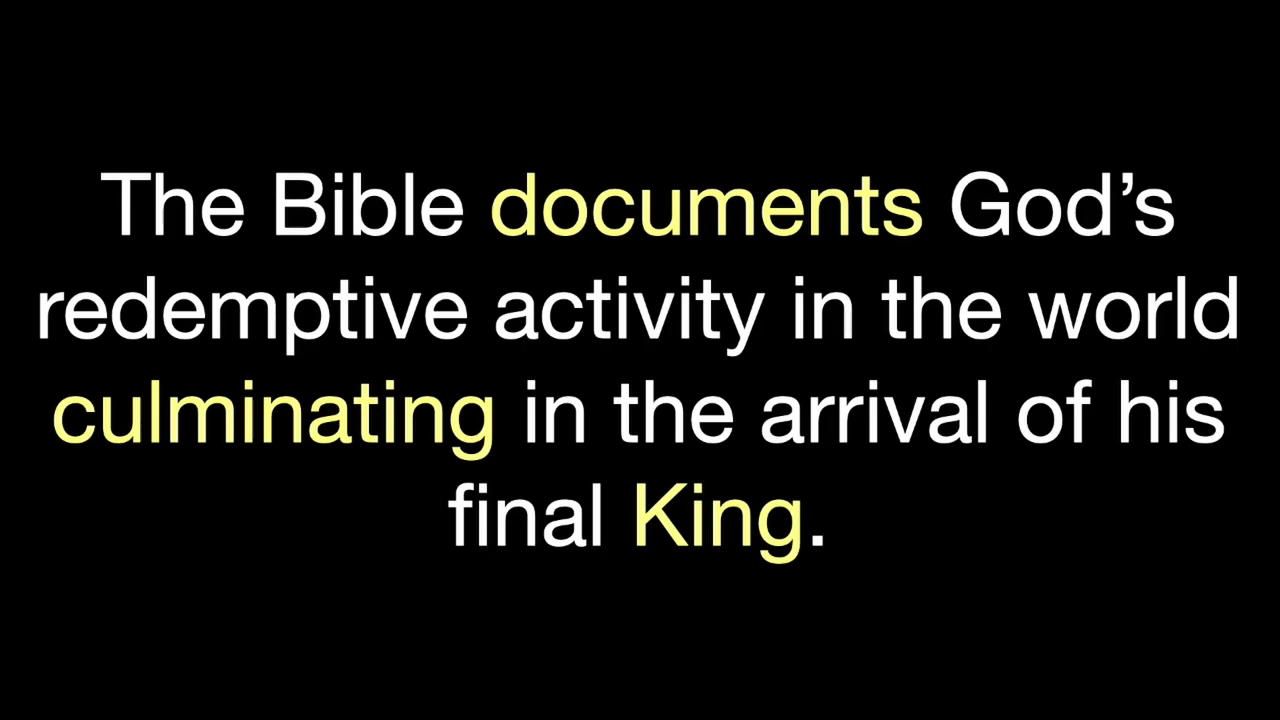 The Bible documents God’s
redemptive activity in the world
culminating in the arrival of his
final King.